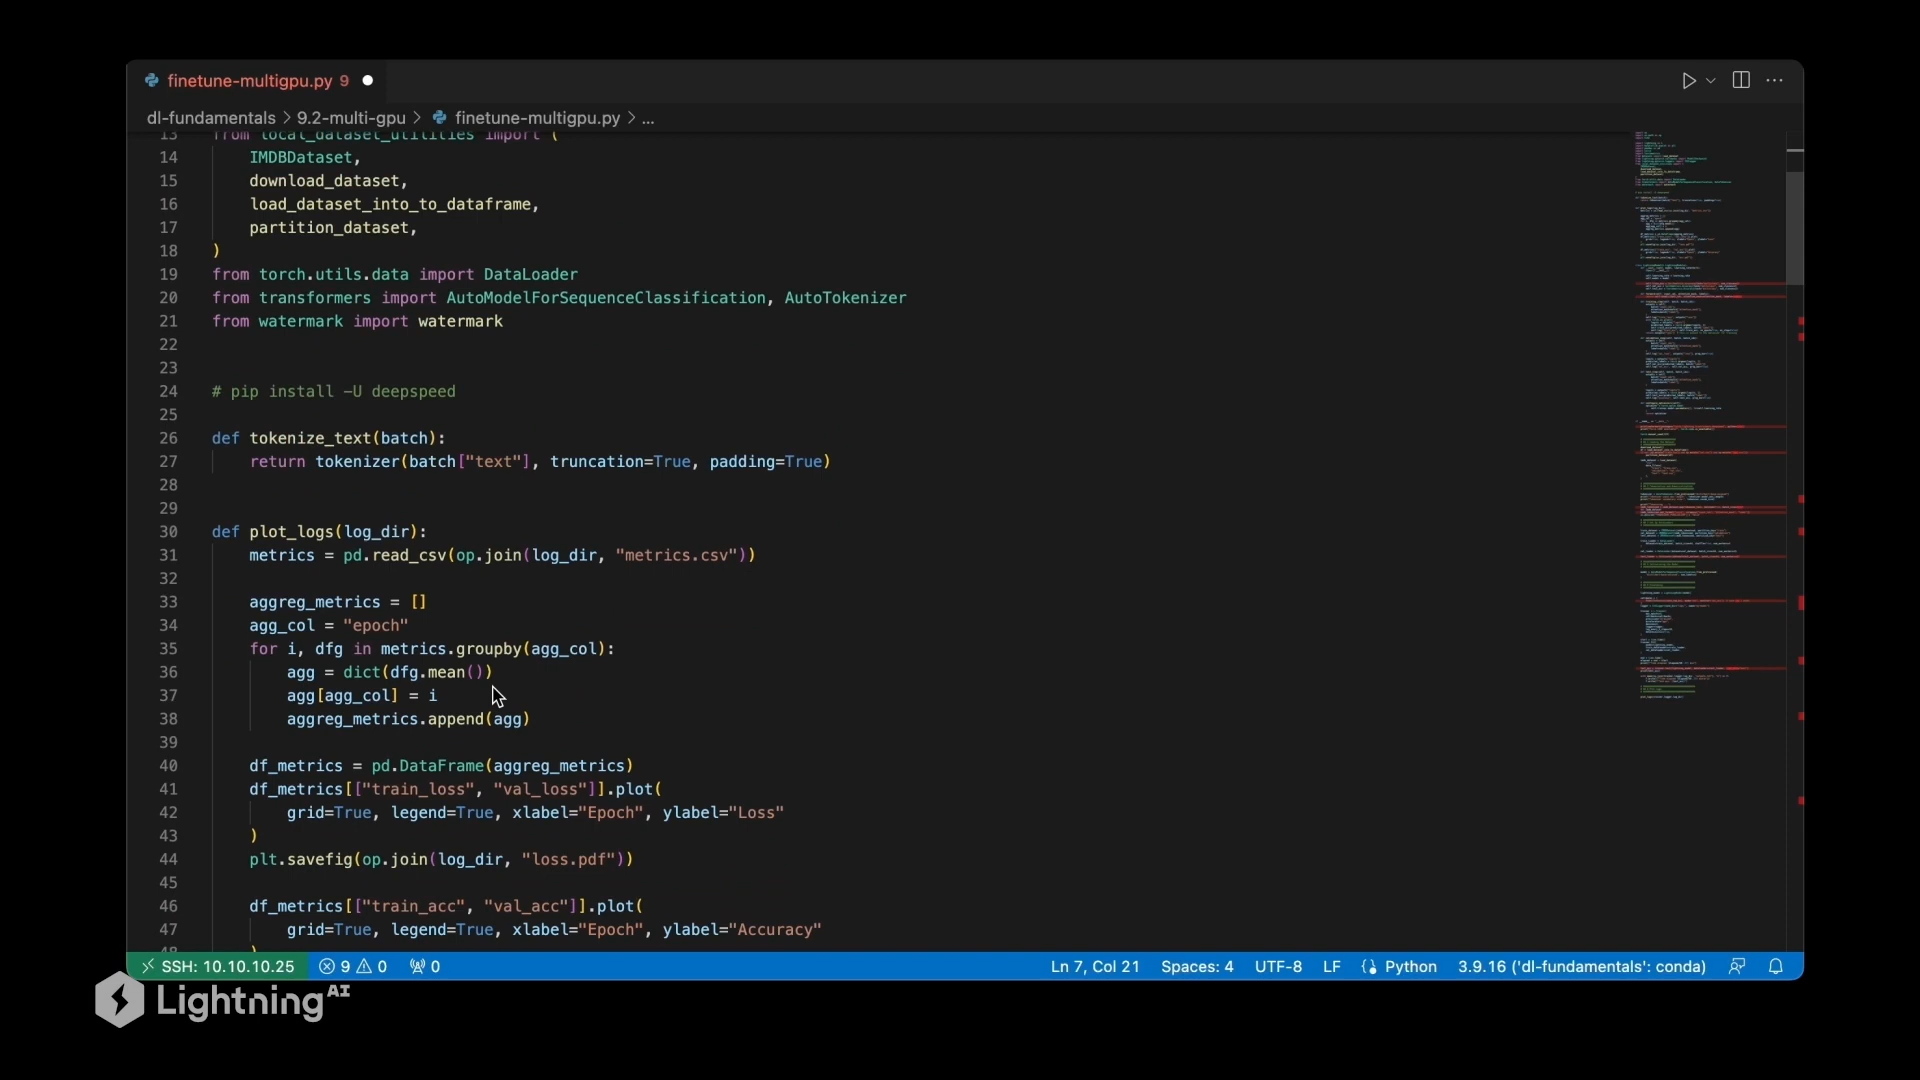 finetune-multigpu.py 9
dl-fundamentals > 9.2-multi-gpu > finetune-multigpu.py > ...
13 from local_dataset_utilities import (
14     IMDBDataset,
15     download_dataset,
16     load_dataset_into_to_dataframe,
17     partition_dataset,
18 )
19 from torch.utils.data import DataLoader
20 from transformers import AutoModelForSequenceClassification, AutoTokenizer
21 from watermark import watermark
22
23
24 # pip install -U deepspeed
25
26 def tokenize_text(batch):
27     return tokenizer(batch["text"], truncation=True, padding=True)
28
29
30 def plot_logs(log_dir):
31     metrics = pd.read_csv(op.join(log_dir, "metrics.csv"))
32
33     aggreg_metrics = []
34     agg_col = "epoch"
35     for i, dfg in metrics.groupby(agg_col):
36         agg = dict(dfg.mean())
37         agg[agg_col] = i
38         aggreg_metrics.append(agg)
39
40     df_metrics = pd.DataFrame(aggreg_metrics)
41     df_metrics[["train_loss", "val_loss"]].plot(
42         grid=True, legend=True, xlabel="Epoch", ylabel="Loss"
43     )
44     plt.savefig(op.join(log_dir, "loss.pdf"))
45
46     df_metrics[["train_acc", "val_acc"]].plot(
47         grid=True, legend=True, xlabel="Epoch", ylabel="Accuracy"
48     )
SSH: 10.10.10.25 9 0 0 Ln 7, Col 21 Spaces: 4 UTF-8 LF Python 3.9.16 ('dl-fundamentals': conda)
Lightning AI